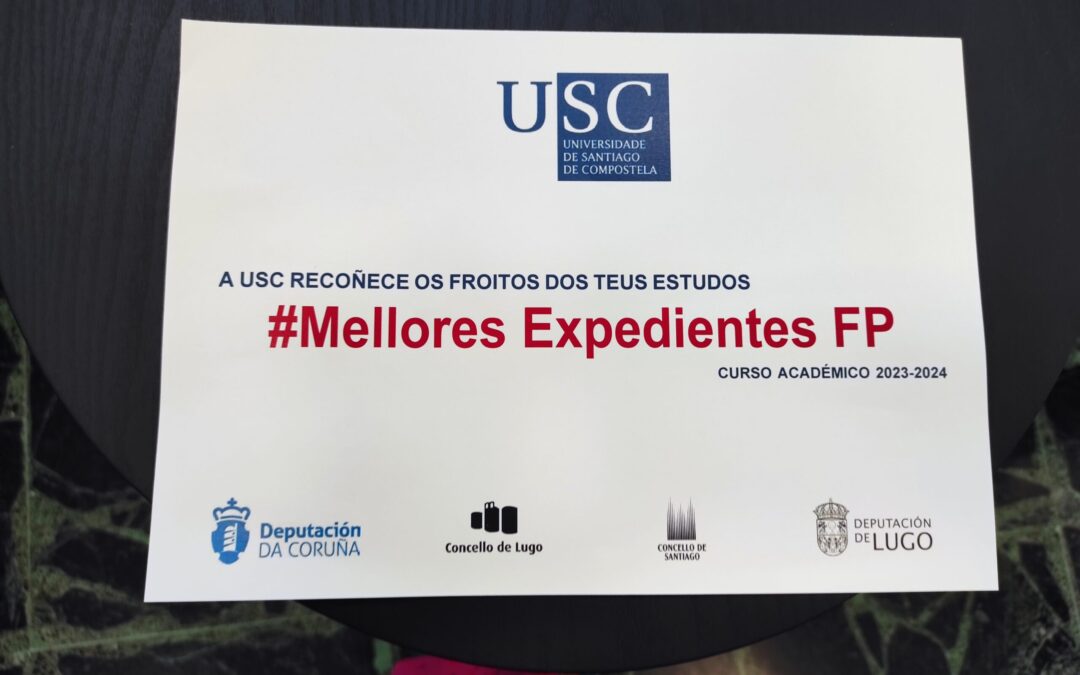 USC
UNIVERSIDADE
DE SANTIAGO
DE COMPOSTELA
A USC RECOÑECE OS FROITOS DOS TEUS ESTUDOS
#Mellores Expedientes FP
CURSO ACADÉMICO 2023-2024
Deputación
DA CORUÑA
Concello de Lugo
CONCELLO DE
SANTIAGO
DEPUTACIÓN
DE LUGO